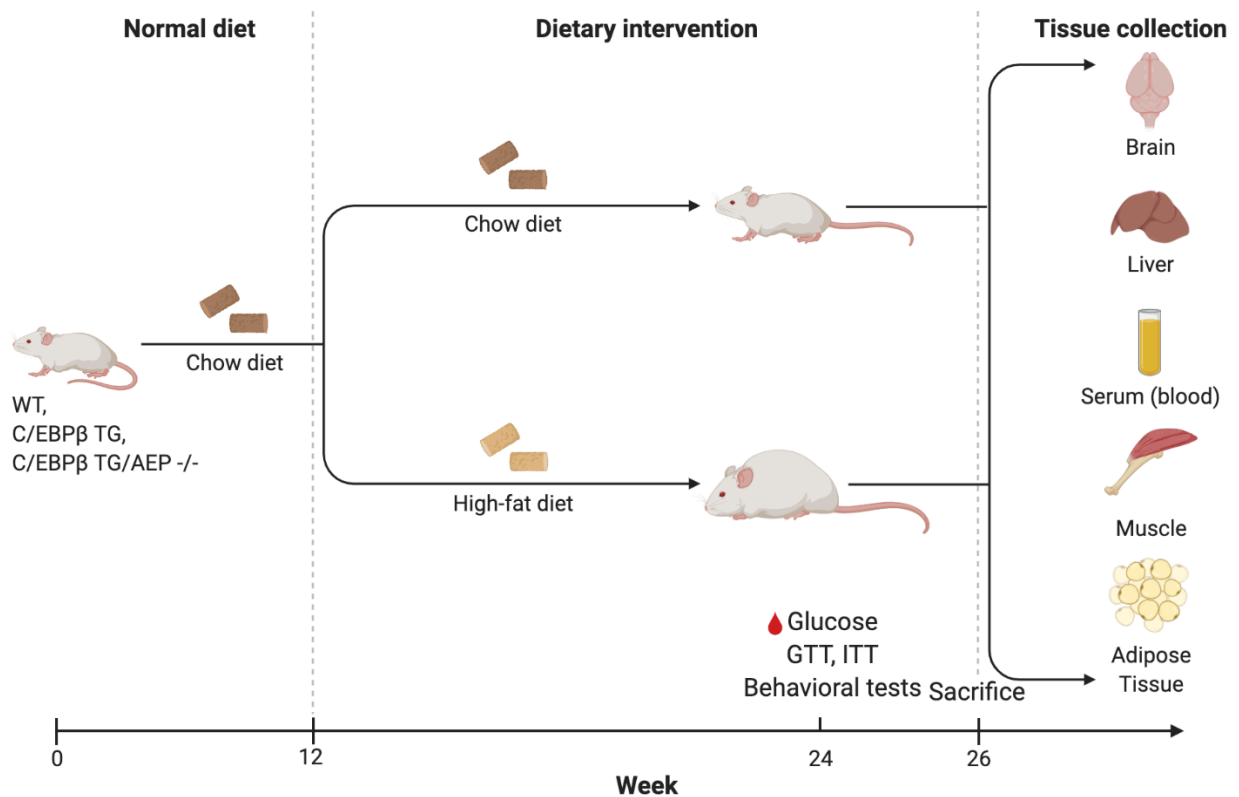 Normal diet
Dietary intervention
Tissue collection
Brain
Chow diet
Liver
Chow diet
Serum (blood)
WT,
C/EBPβ TG,
C/EBPβ TG/AEP -/-
High-fat diet
Muscle
Glucose
GTT, ITT
Behavioral tests
Sacrifice
Adipose
Tissue
0
12
24
26
Week